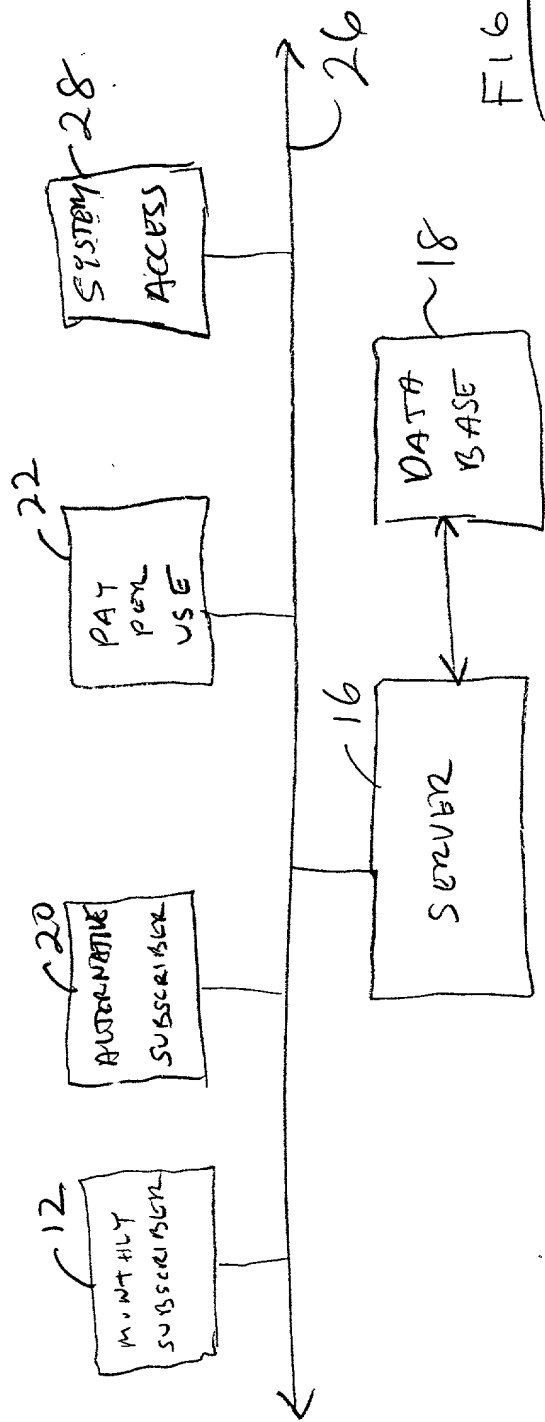 12
MONTHLY
SUBSCRIBER
20
ALTERNATIVE
SUBSCRIBER
22
PAY
PER
USE
28
SYSTEM
ACCESS
26
16
SERVER
18
DATA
BASE
FIG